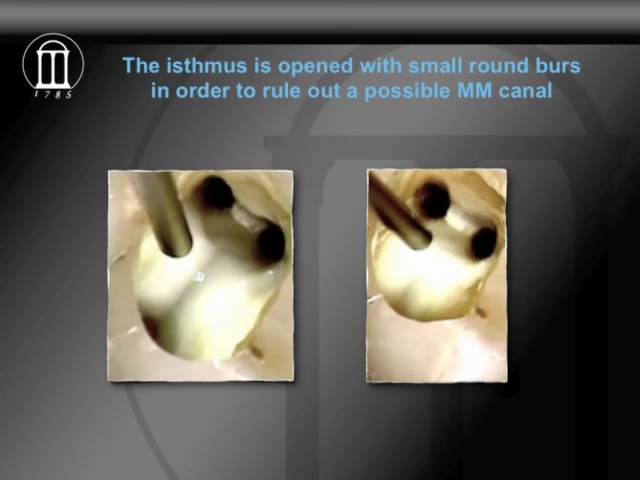 The isthmus is opened with small round burs
in order to rule out a possible MM canal
1785